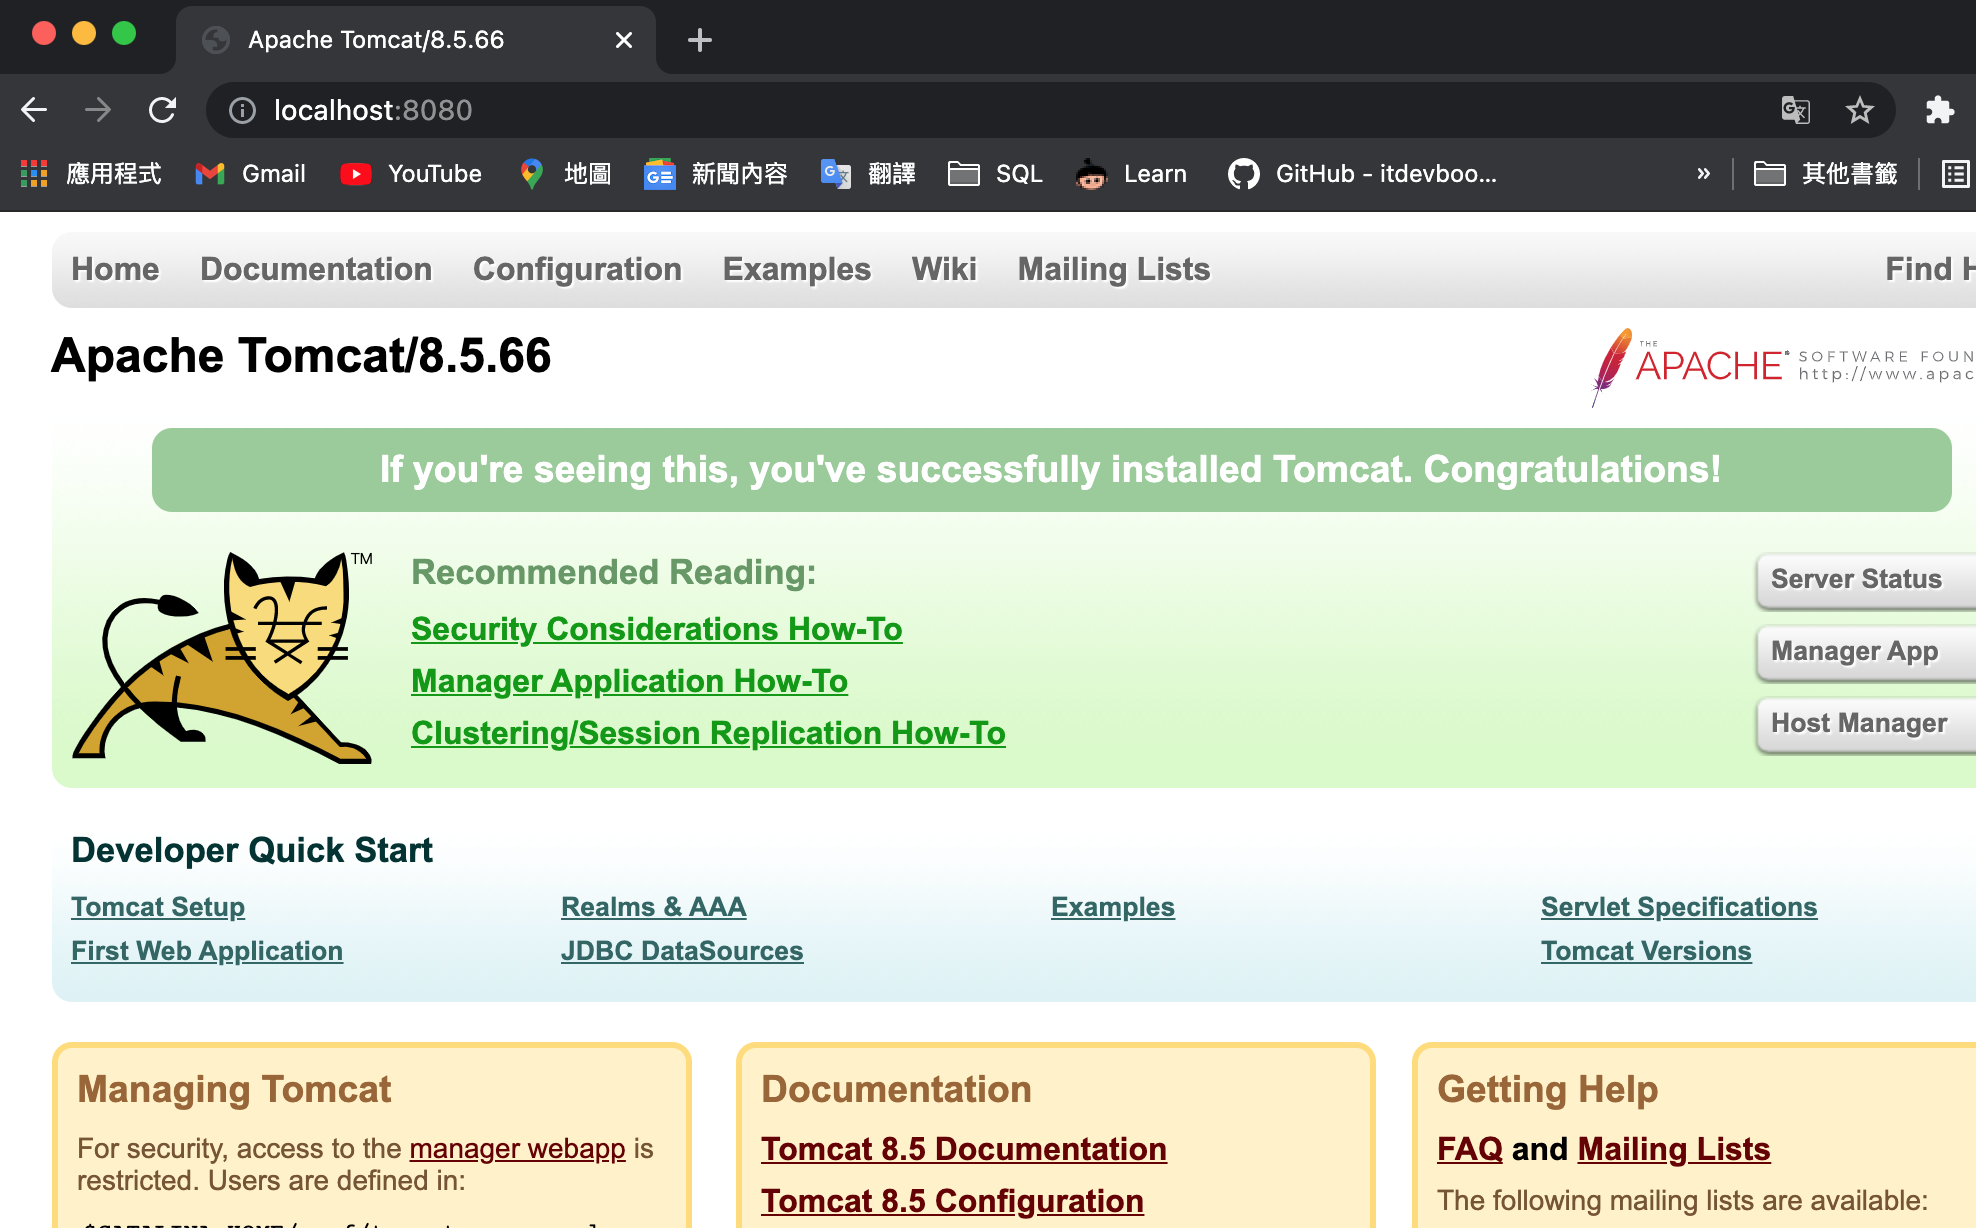 Apache Tomcat/8.5.66
localhost:8080
應用程式 Gmail YouTube 地圖 新聞內容 翻譯 SQL Learn GitHub - itdevboo... » 其他書籤
Home Documentation Configuration Examples Wiki Mailing Lists Find H
Apache Tomcat/8.5.66
THE
APACHE® SOFTWARE FOUN
http://www.apac
If you're seeing this, you've successfully installed Tomcat. Congratulations!
TM
Recommended Reading:
Security Considerations How-To
Manager Application How-To
Clustering/Session Replication How-To
Server Status
Manager App
Host Manager
Developer Quick Start
Tomcat Setup Realms & AAA Examples Servlet Specifications
First Web Application JDBC DataSources Tomcat Versions
Managing Tomcat
For security, access to the manager webapp is
restricted. Users are defined in:
Documentation
Tomcat 8.5 Documentation
Tomcat 8.5 Configuration
Getting Help
FAQ and Mailing Lists
The following mailing lists are available: